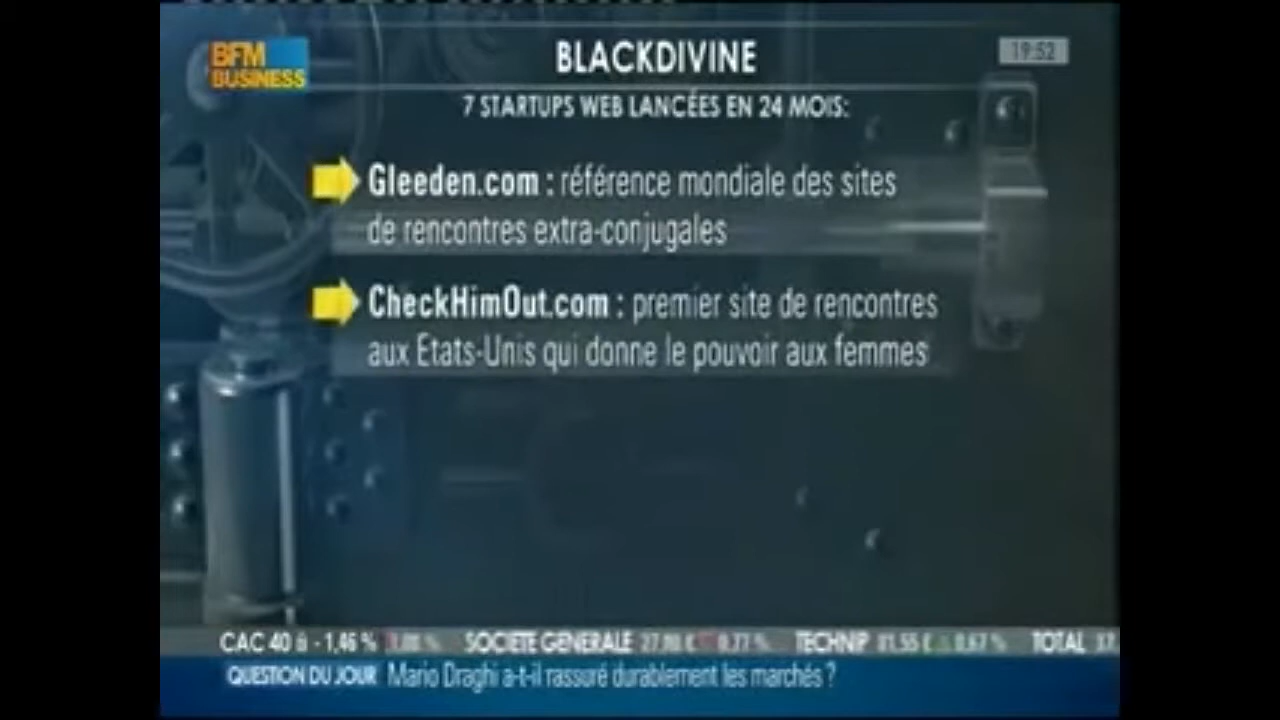 BFM
BUSINESS
BLACKDIVINE
19:52
7 STARTUPS WEB LANCÉES EN 24 MOIS:
Gleeden.com : référence mondiale des sites
de rencontres extra-conjugales
CheckHimOut.com : premier site de rencontres
aux Etats-Unis qui donne le pouvoir aux femmes
CAC 40 à -1,46 % SOCIETE GENERALE TECHNIP TOTAL
QUESTION DU JOUR Mario Draghi a-t-il rassuré durablement les marchés ?